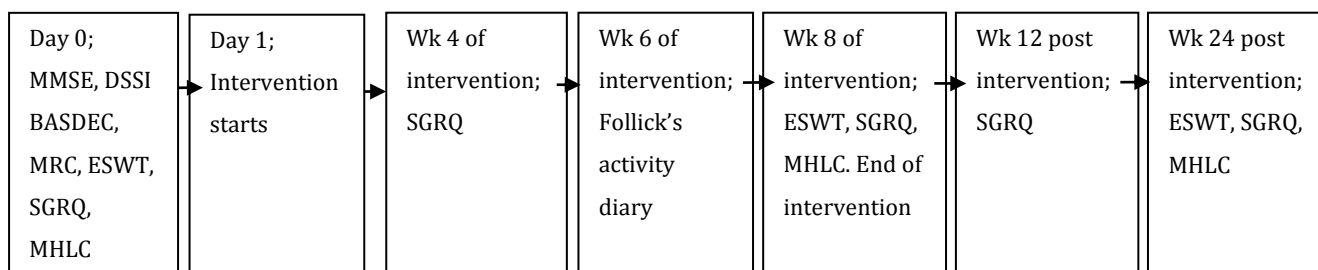 Day 0;
MMSE, DSSI
BASDEC,
MRC, ESWT,
SGRQ,
MHLC
Day 1;
Intervention
starts
Wk 4 of
intervention;
SGRQ
Wk 6 of
intervention;
Follick’s
activity
diary
Wk 8 of
intervention;
ESWT, SGRQ,
MHLC. End of
intervention
Wk 12 post
intervention;
SGRQ
Wk 24 post
intervention;
ESWT, SGRQ,
MHLC